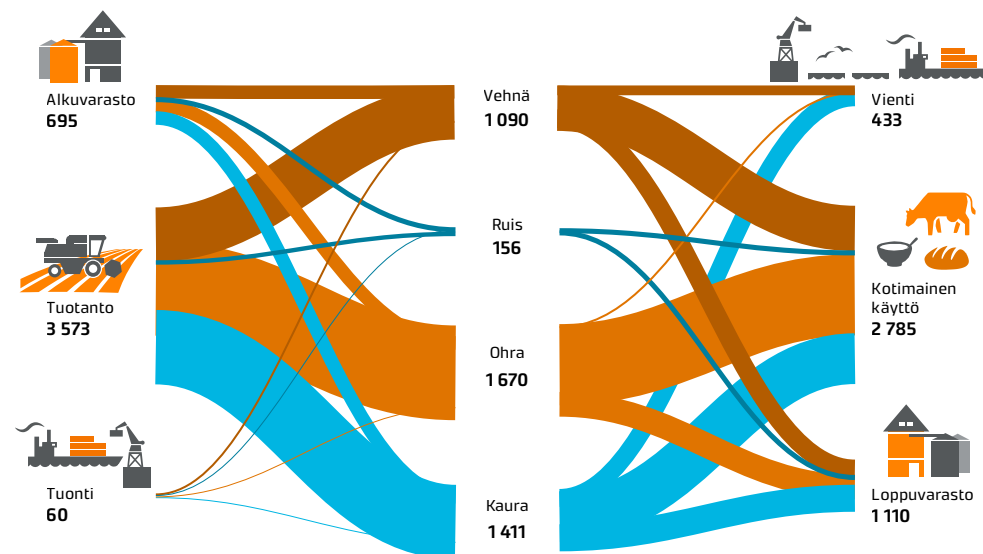 Alkuvarasto
695
Tuotanto
3 573
Tuonti
60
Vehnä
1 090
Ruis
156
Ohra
1 670
Kaura
1 411
Vienti
433
Kotimainen
käyttö
2 785
Loppuvarasto
1 110